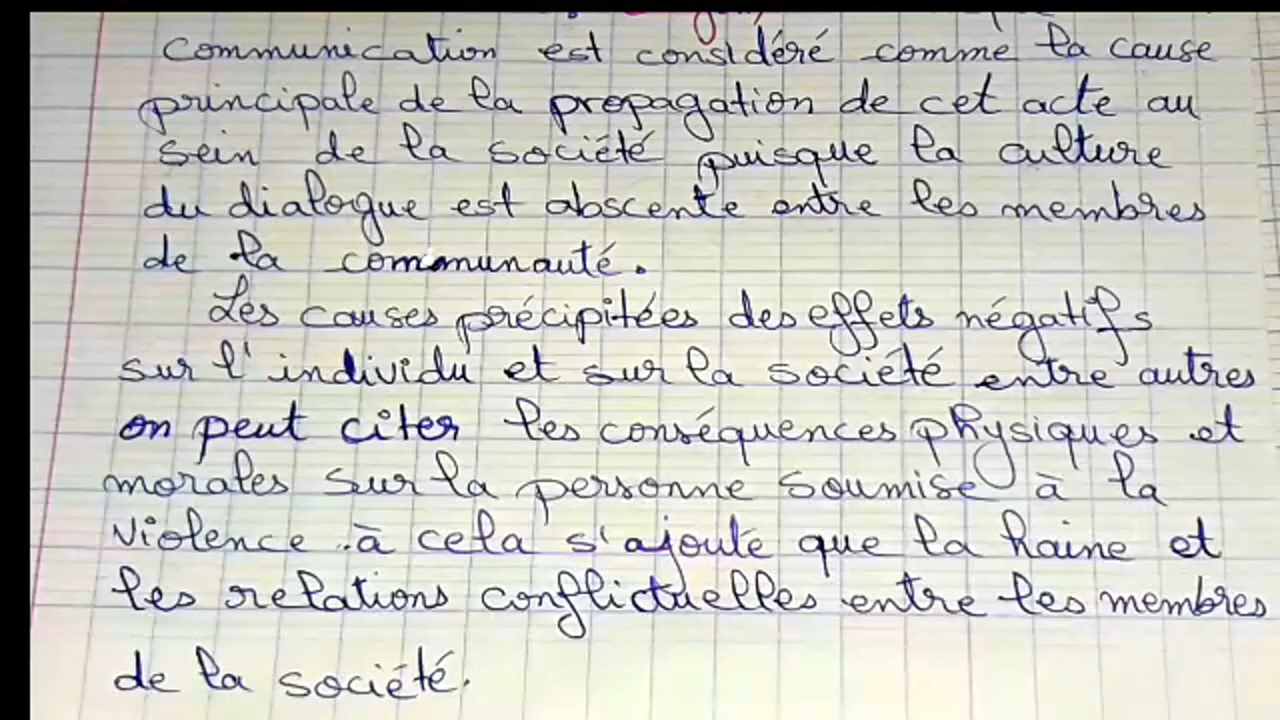 communication est considéré comme la cause
principale de la propagation de cet acte au
sein de la société puisque la culture
du dialogue est abscente entre les membres
de la communauté.
Les causes précipitées des effets négatifs
sur l'individu et sur la société entre autres
on peut citer les conséquences physiques et
morales sur la personne soumise à la
violence à cela s'ajoute que la haine et
les relations conflictuelles entre les membres
de la société.